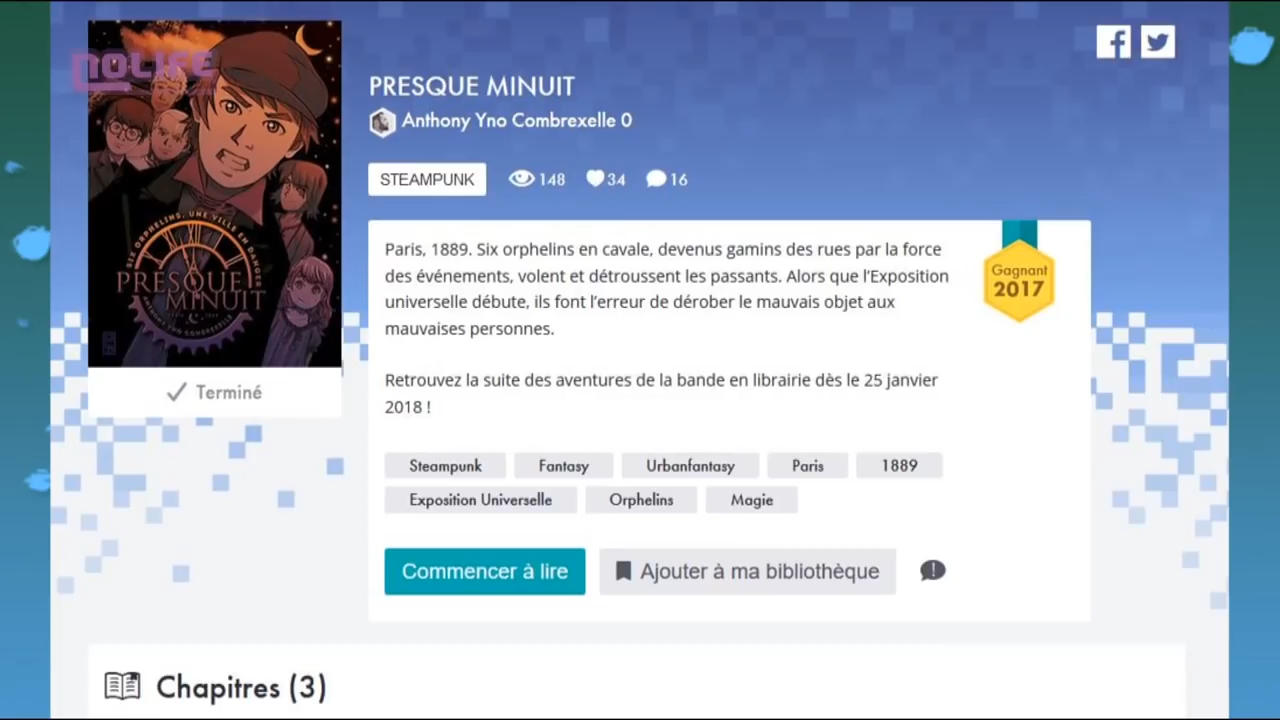 NOLIFE
PRESQUE MINUIT
Anthony Yno Combrexelle 0
STEAMPUNK
148
34
16
SIX ORPHELINS, UNE VILLE EN DANGER
PRESQUE
MINUIT
ANTHONY YNO COMBREXELLE
Terminé
Paris, 1889. Six orphelins en cavale, devenus gamins des rues par la force
des événements, volent et détroussent les passants. Alors que l’Exposition
universelle débute, ils font l’erreur de dérober le mauvais objet aux
mauvaises personnes.
Gagnant
2017
Retrouvez la suite des aventures de la bande en librairie dès le 25 janvier
2018 !
Steampunk
Fantasy
Urbanfantasy
Paris
1889
Exposition Universelle
Orphelins
Magie
Commencer à lire
Ajouter à ma bibliothèque
Chapitres (3)